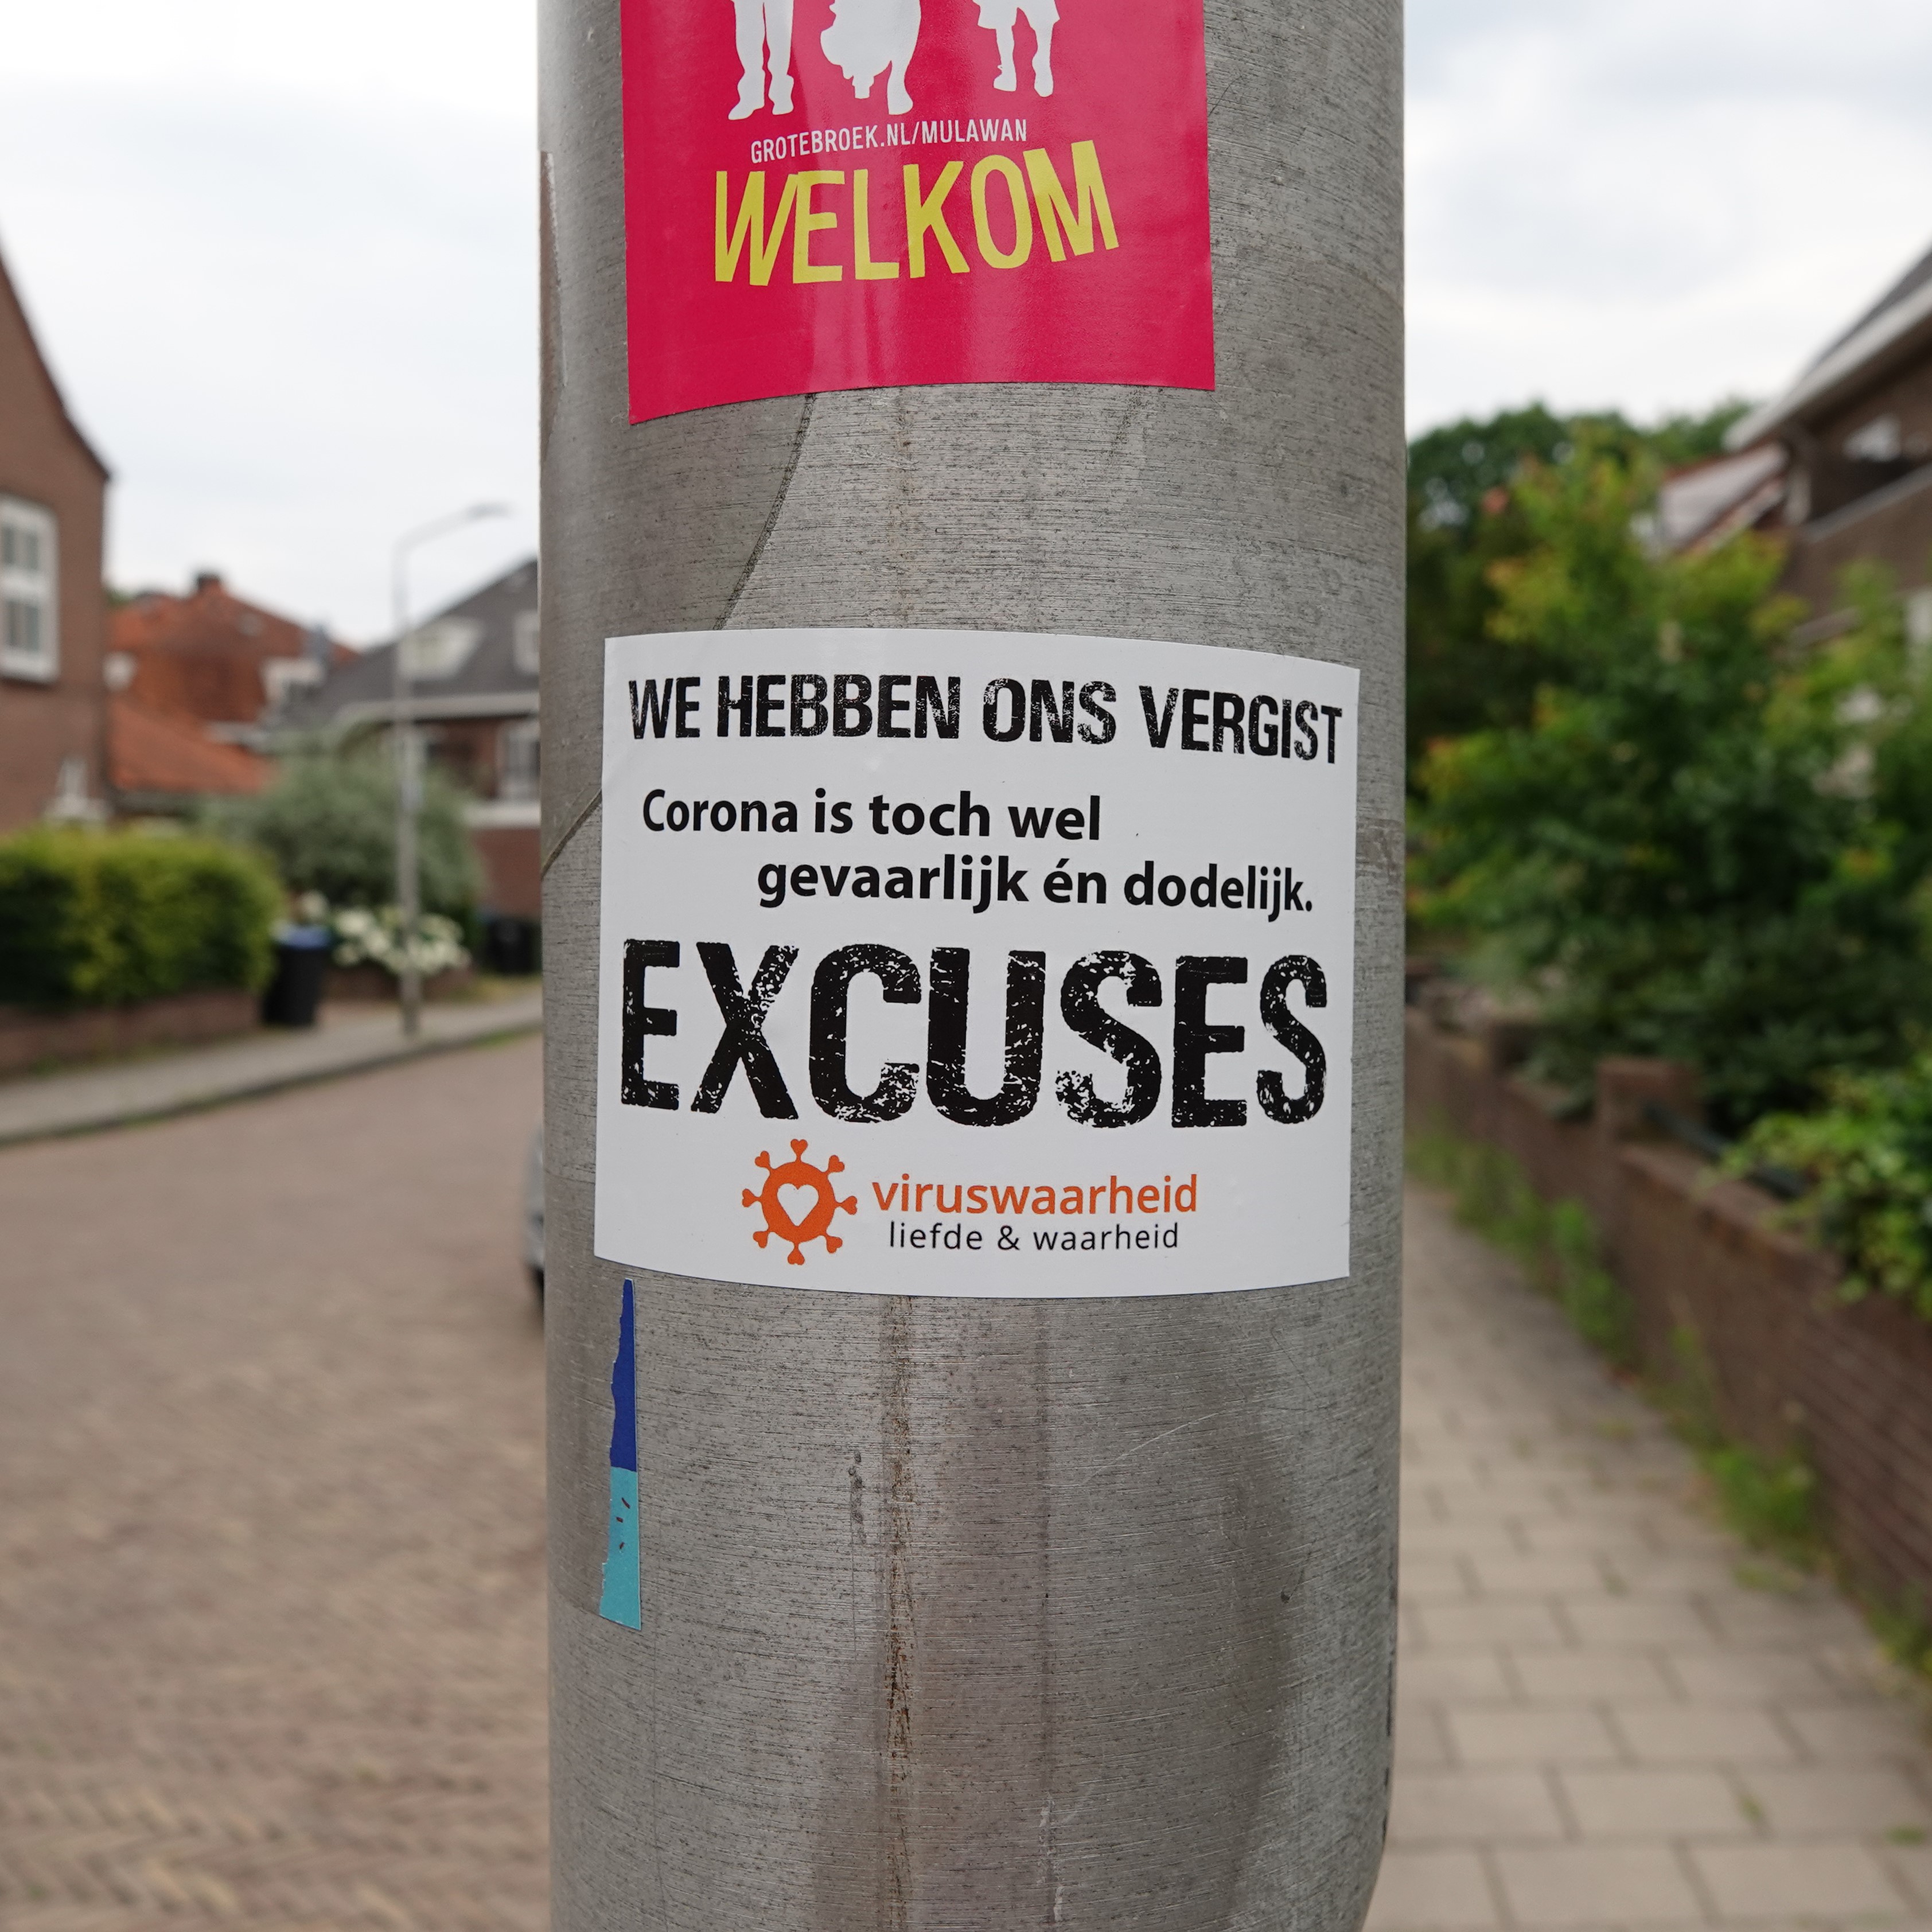 GROTEBROEK.NL/MULAWAN
WELKOM
WE HEBBEN ONS VERGIST
Corona is toch wel
gevaarlijk én dodelijk.
EXCUSES
viruswaarheid
liefde & waarheid